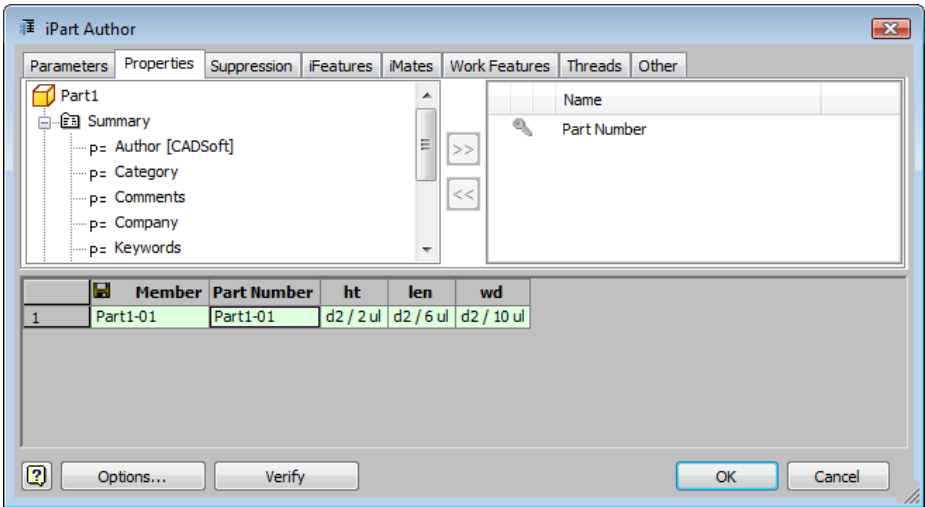 iPart Author
Parameters Properties Suppression iFeatures iMates Work Features Threads Other
Part1
Summary
p= Author [CADSoft]
p= Category
p= Comments
p= Company
p= Keywords
>>
<<
Name
Part Number
Member Part Number ht len wd
1 Part1-01 Part1-01 d2 / 2 ul d2 / 6 ul d2 / 10 ul
? Options... Verify OK Cancel